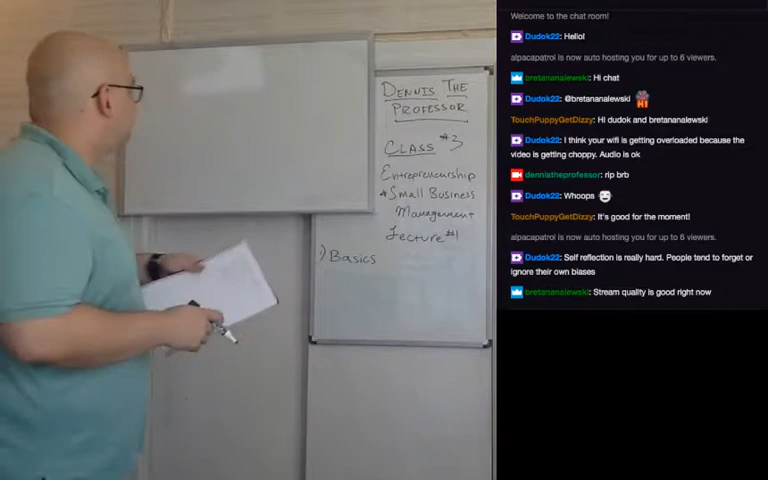 DENNIS THE
PROFESSOR
CLASS #3
Entrepreneurship
+ Small Business
Management
Lecture #1
1) Basics
Welcome to the chat room!
Dudok22: Hello!
alpacapatrol is now auto hosting you for up to 6 viewers.
bretananalewski: Hi chat
Dudok22: @bretananalewski HI
TouchPuppyGetDizzy: Hi dudok and bretananalewski
Dudok22: I think your wifi is getting overloaded because the
video is getting choppy. Audio is ok
dennistheprofessor: rip brb
Dudok22: Whoops
TouchPuppyGetDizzy: It's good for the moment!
alpacapatrol is now auto hosting you for up to 6 viewers.
Dudok22: Self reflection is really hard. People tend to forget or
ignore their own biases
bretananalewski: Stream quality is good right now